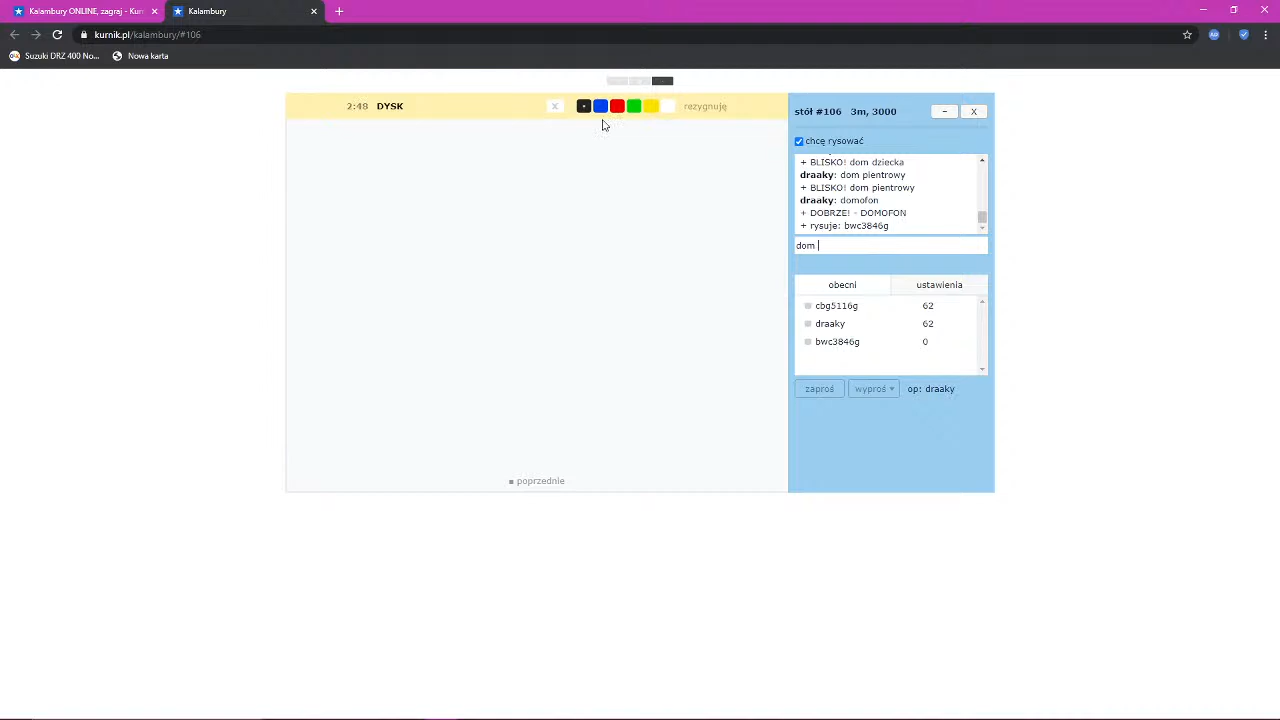 Kalambury ONLINE, zagraj - Kurn
Kalambury
kurnik.pl/kalambury/#106
Suzuki DRZ 400 No...
Nowa karta
2:48 DYSK
x
rezygnuję
stół #106 3m, 3000
– X
chcę rysować
+ BLISKO! dom dziecka
draaky: dom pientrowy
+ BLISKO! dom pientrowy
draaky: domofon
+ DOBRZE! - DOMOFON
+ rysuje: bwc3846g
dom
obecni ustawienia
cbg5116g 62
draaky 62
bwc3846g 0
zaproś wyproś op: draaky
poprzednie